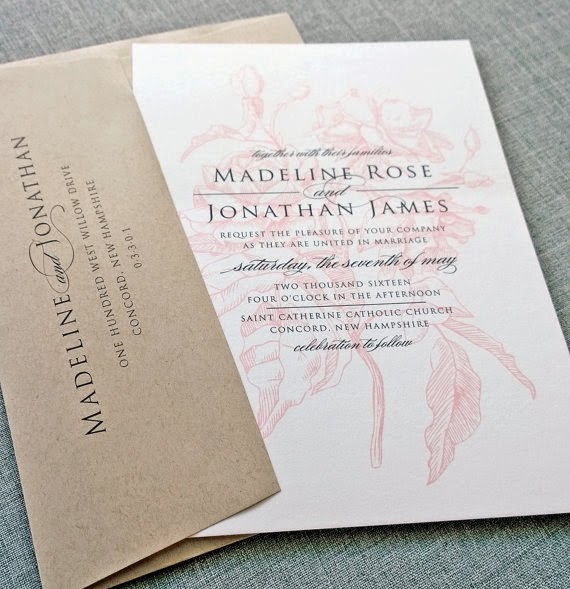 MADELINE and JONATHAN
ONE HUNDRED WEST WILLOW DRIVE
CONCORD, NEW HAMPSHIRE
03301
together with their families
MADELINE ROSE
and
JONATHAN JAMES
REQUEST THE PLEASURE OF YOUR COMPANY
AS THEY ARE UNITED IN MARRIAGE
saturday, the seventh of may
TWO THOUSAND SIXTEEN
FOUR O'CLOCK IN THE AFTERNOON
SAINT CATHERINE CATHOLIC CHURCH
CONCORD, NEW HAMPSHIRE
celebration to follow